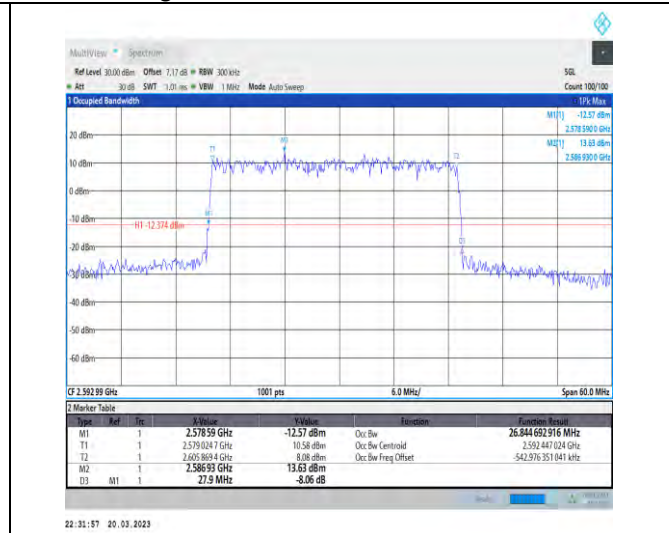 MultiView Spectrum
Ref Level 30.00 dBm Offset 7.17 dB RBW 300 kHz SGL
Att 30 dB SWT 1.01 ms VBW 1 MHz Mode Auto Sweep Count 100/100
1 Occupied Bandwidth 1Pk Max
M1[1] -12.57 dBm
2.578 590 0 GHz
20 dBm M2[1] 13.63 dBm
2.586 930 0 GHz
M2
T1
T2
10 dBm
0 dBm
M1
-10 dBm
H1 -12.374 dBm
-20 dBm
D3
-30 dBm
-40 dBm
-50 dBm
-60 dBm
CF 2.592 99 GHz 1001 pts 6.0 MHz/ Span 60.0 MHz
2 Marker Table
Type Ref Trc X-Value Y-Value Function Function Result
M1 1 2.578 59 GHz -12.57 dBm Occ Bw 26.844 692 916 MHz
T1 1 2.579 024 7 GHz 10.58 dBm Occ Bw Centroid 2.592 447 024 GHz
T2 1 2.605 869 4 GHz 8.08 dBm Occ Bw Freq Offset -542.976 351 041 kHz
M2 1 2.586 93 GHz 13.63 dBm
D3 M1 1 27.9 MHz -8.06 dB
Ready
22:31:57 20.03.2023